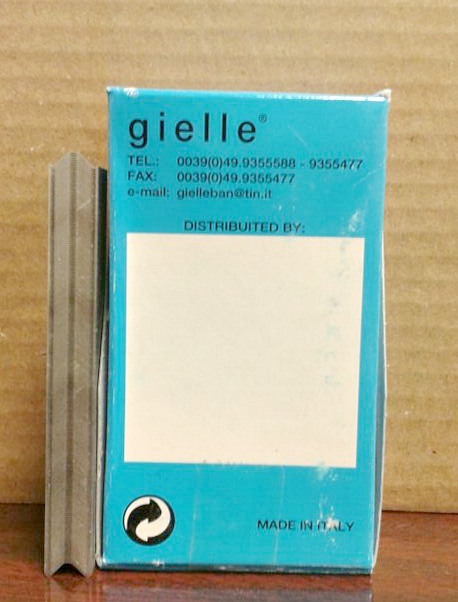 gielle®
TEL.: 0039(0)49.9355588 - 9355477
FAX: 0039(0)49.9355477
e-mail: gielleban@tin.it
DISTRIBUITED BY:
MADE IN ITALY